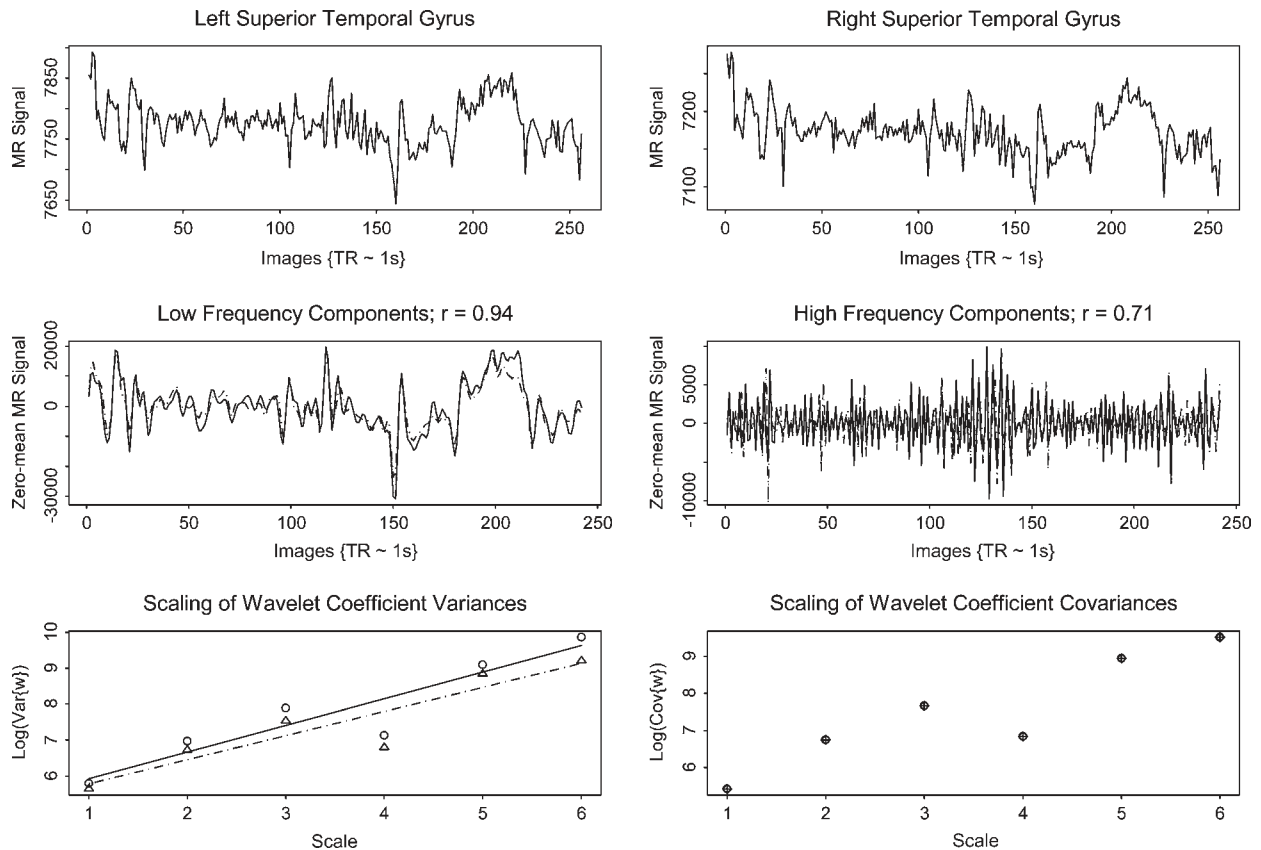 Left Superior Temporal Gyrus
MR Signal
7650 7750 7850
0 50 100 150 200 250
Images {TR ~ 1s}
Right Superior Temporal Gyrus
MR Signal
7100 7200
0 50 100 150 200 250
Images {TR ~ 1s}
Low Frequency Components; r = 0.94
Zero-mean MR Signal
-30000 0 20000
0 50 100 150 200 250
Images {TR ~ 1s}
High Frequency Components; r = 0.71
Zero-mean MR Signal
-10000 0 5000
0 50 100 150 200 250
Images {TR ~ 1s}
Scaling of Wavelet Coefficient Variances
Log(Var{w})
6 7 8 9 10
1 2 3 4 5 6
Scale
Scaling of Wavelet Coefficient Covariances
Log(Cov{w})
6 7 8 9
1 2 3 4 5 6
Scale